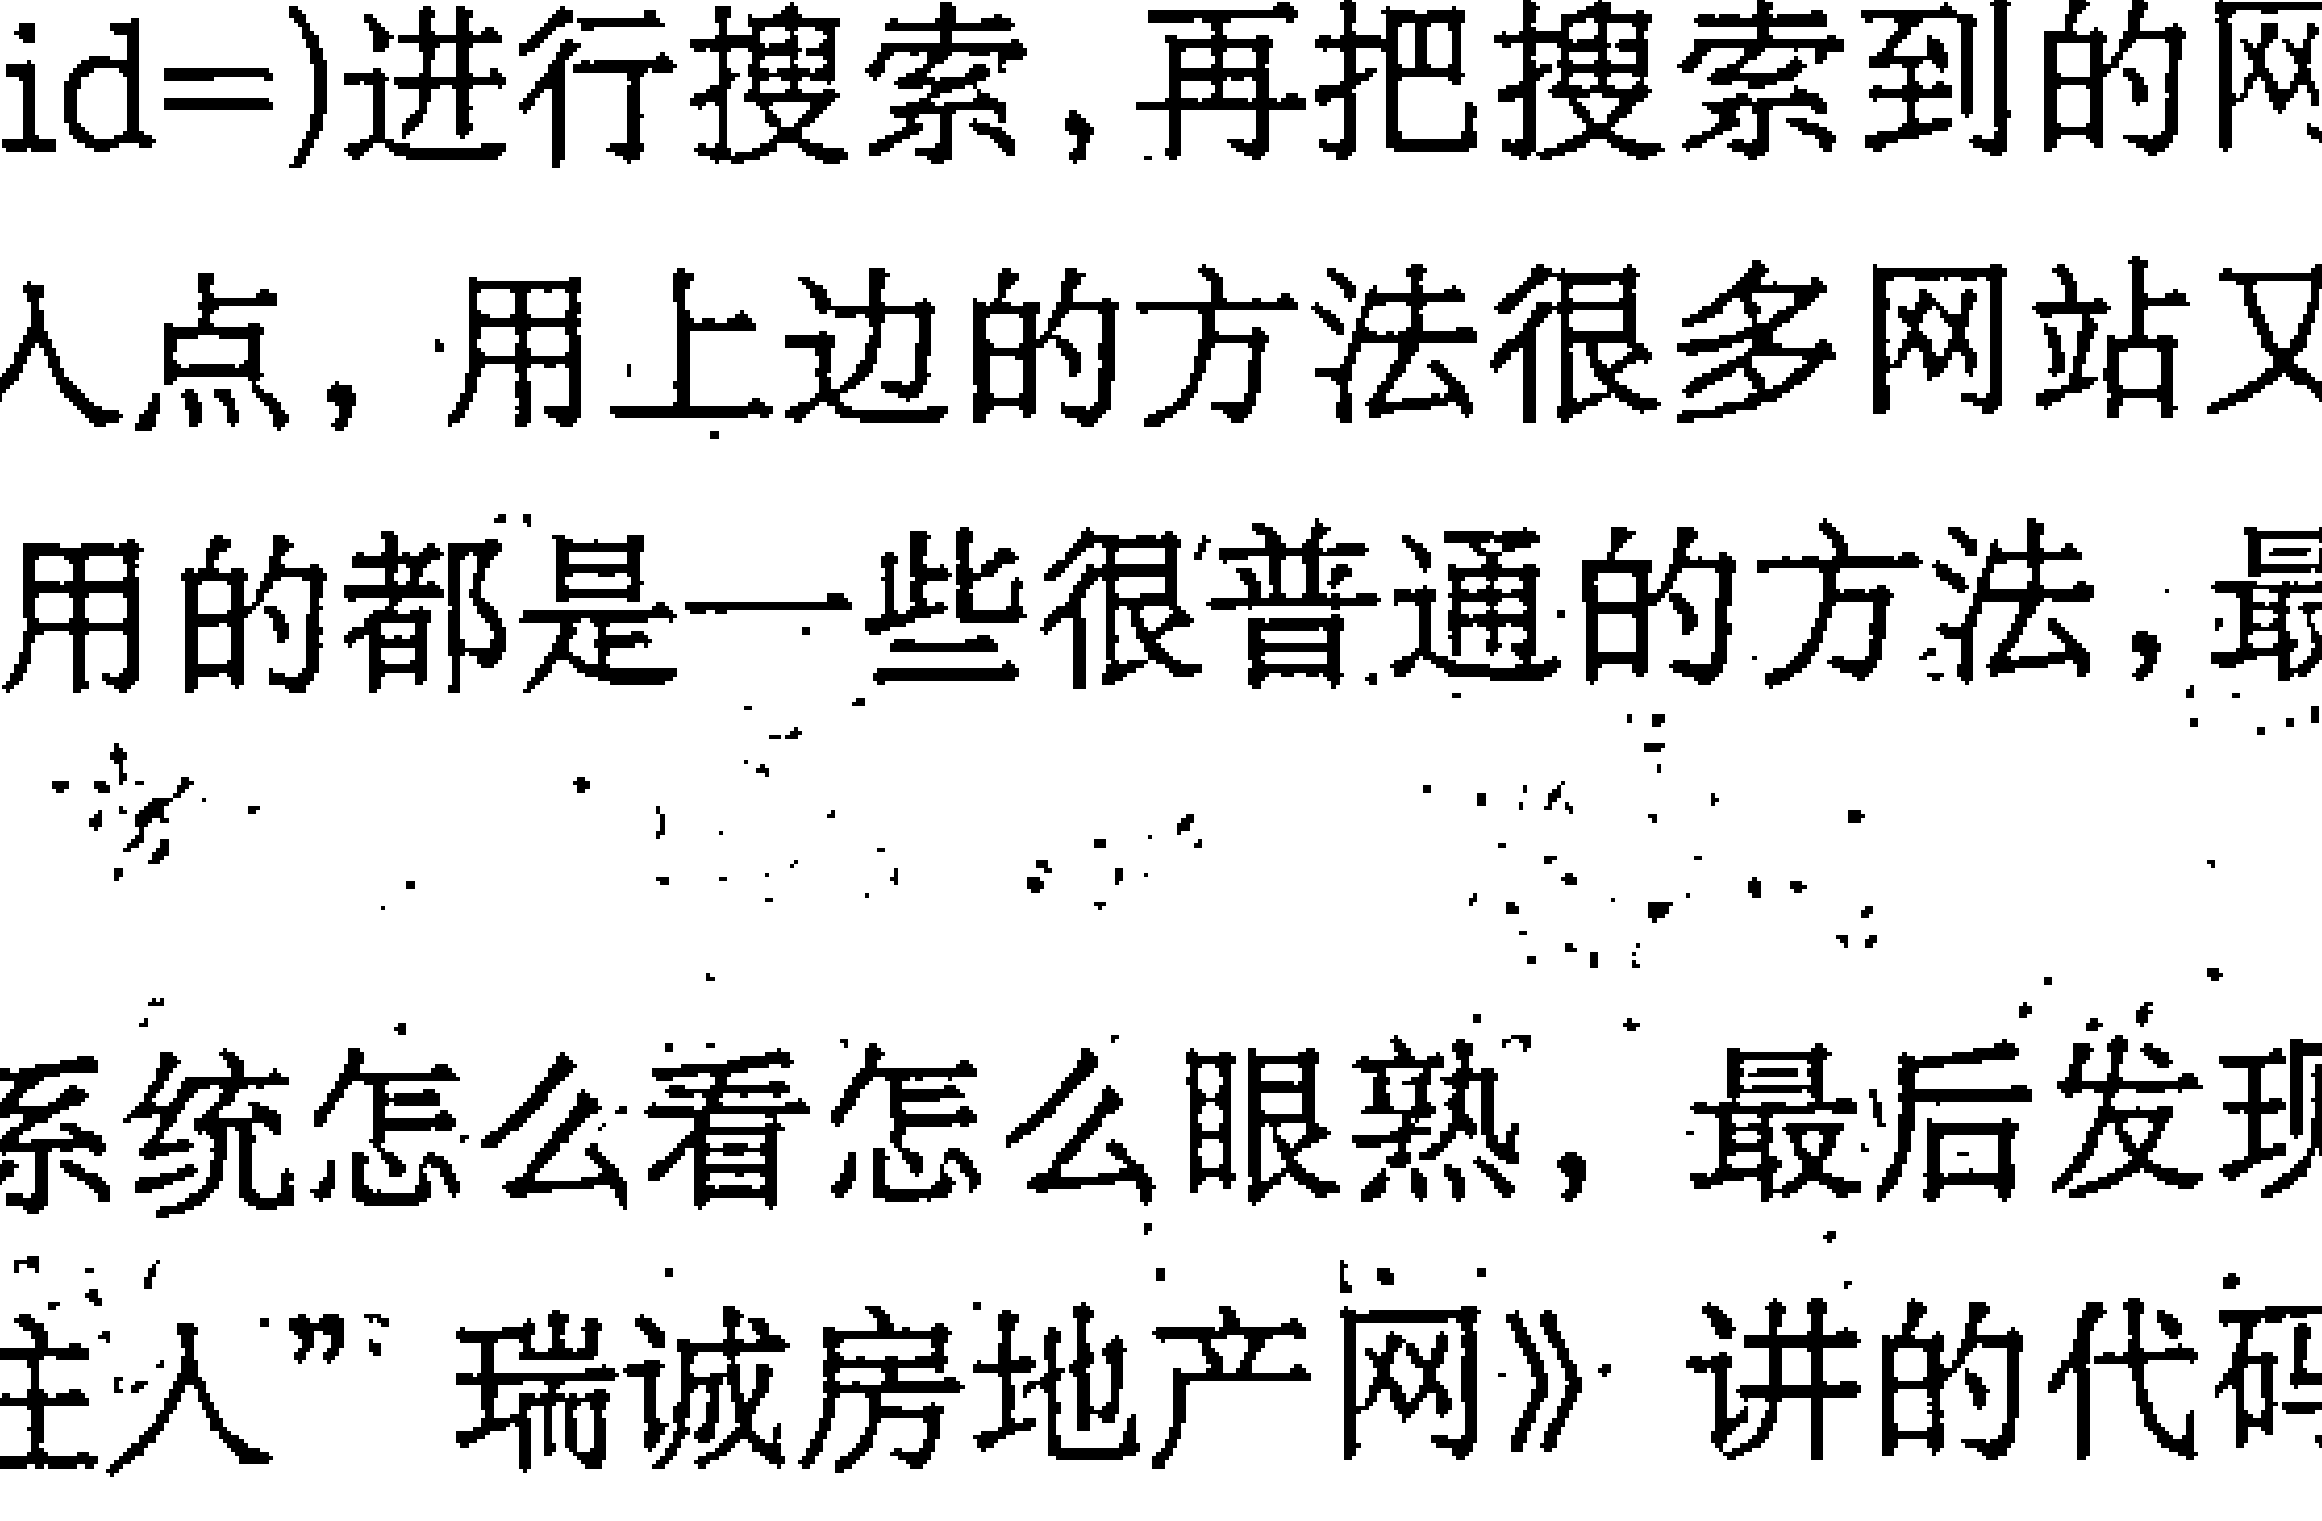 id=)进行搜索,再把搜索到的网
人点,用上边的方法很多网站又
用的都是一些很普通的方法,最
系统怎么看怎么眼熟,最后发现
注入”瑞诚房地产网》讲的代码